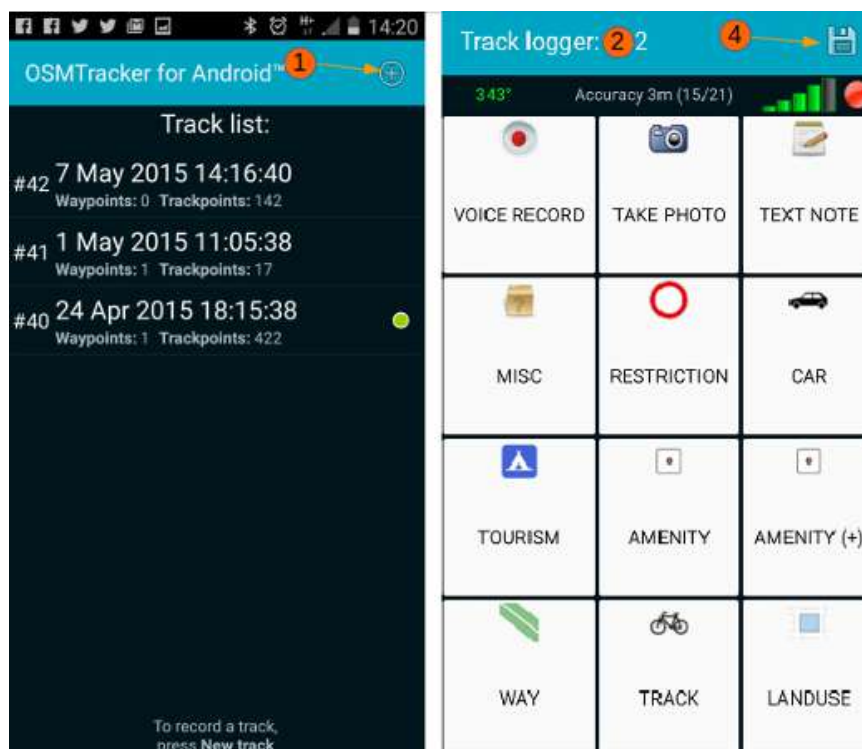 14:20
OSMTracker for Android™ 1
Track list:
#42 7 May 2015 14:16:40
Waypoints: 0 Trackpoints: 142
#41 1 May 2015 11:05:38
Waypoints: 1 Trackpoints: 17
#40 24 Apr 2015 18:15:38
Waypoints: 1 Trackpoints: 422
To record a track,
press New track
Track logger: 2 2 4
343° Accuracy 3m (15/21)
VOICE RECORD TAKE PHOTO TEXT NOTE
MISC RESTRICTION CAR
TOURISM AMENITY AMENITY (+)
WAY TRACK LANDUSE